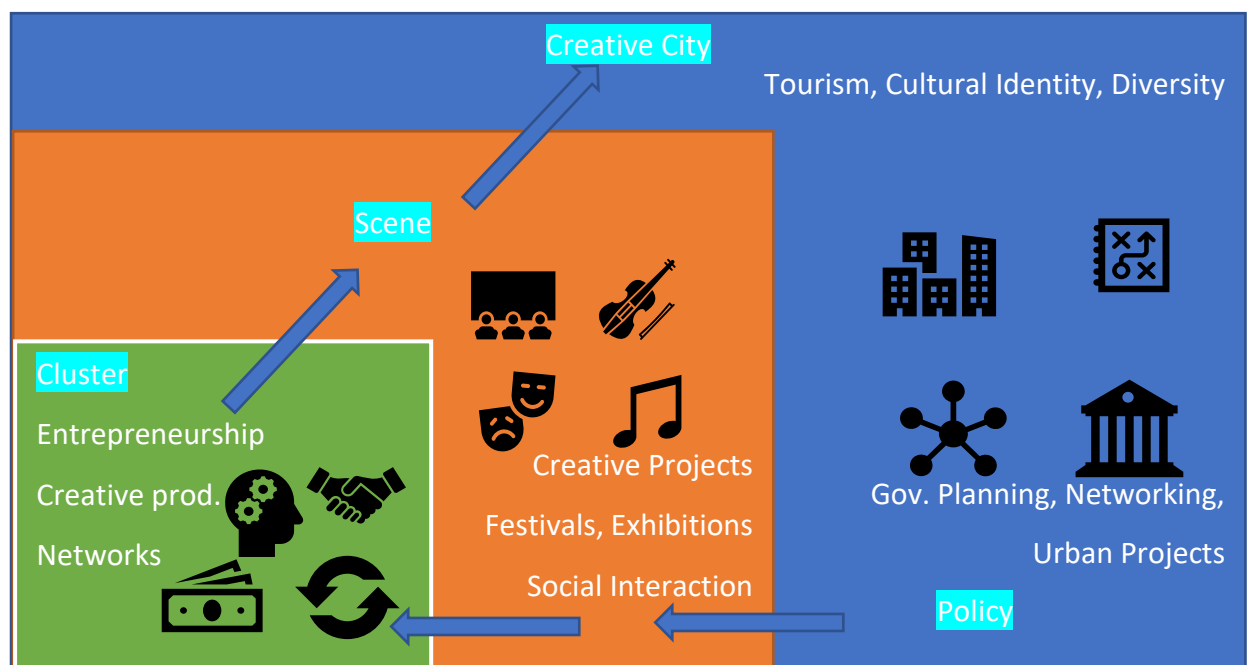 Creative City
Tourism, Cultural Identity, Diversity
Scene
Cluster
Entrepreneurship
Creative prod.
Networks
Creative Projects
Festivals, Exhibitions
Social Interaction
Gov. Planning, Networking,
Urban Projects
Policy